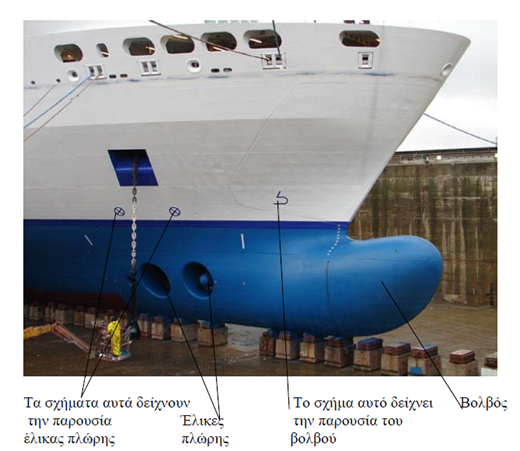 Τα σχήματα αυτά δείχνουν
την παρουσία
έλικας πλώρης
Έλικες
πλώρης
Το σχήμα αυτό δείχνει
την παρουσία του
βολβού
Βολβός